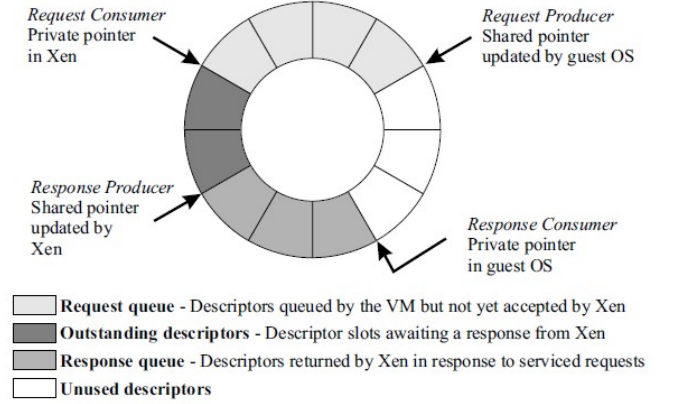 Request Consumer
Private pointer
in Xen
Request Producer
Shared pointer
updated by guest OS
Response Producer
Shared pointer
updated by
Xen
Response Consumer
Private pointer
in guest OS
Request queue - Descriptors queued by the VM but not yet accepted by Xen
Outstanding descriptors - Descriptor slots awaiting a response from Xen
Response queue - Descriptors returned by Xen in response to serviced requests
Unused descriptors